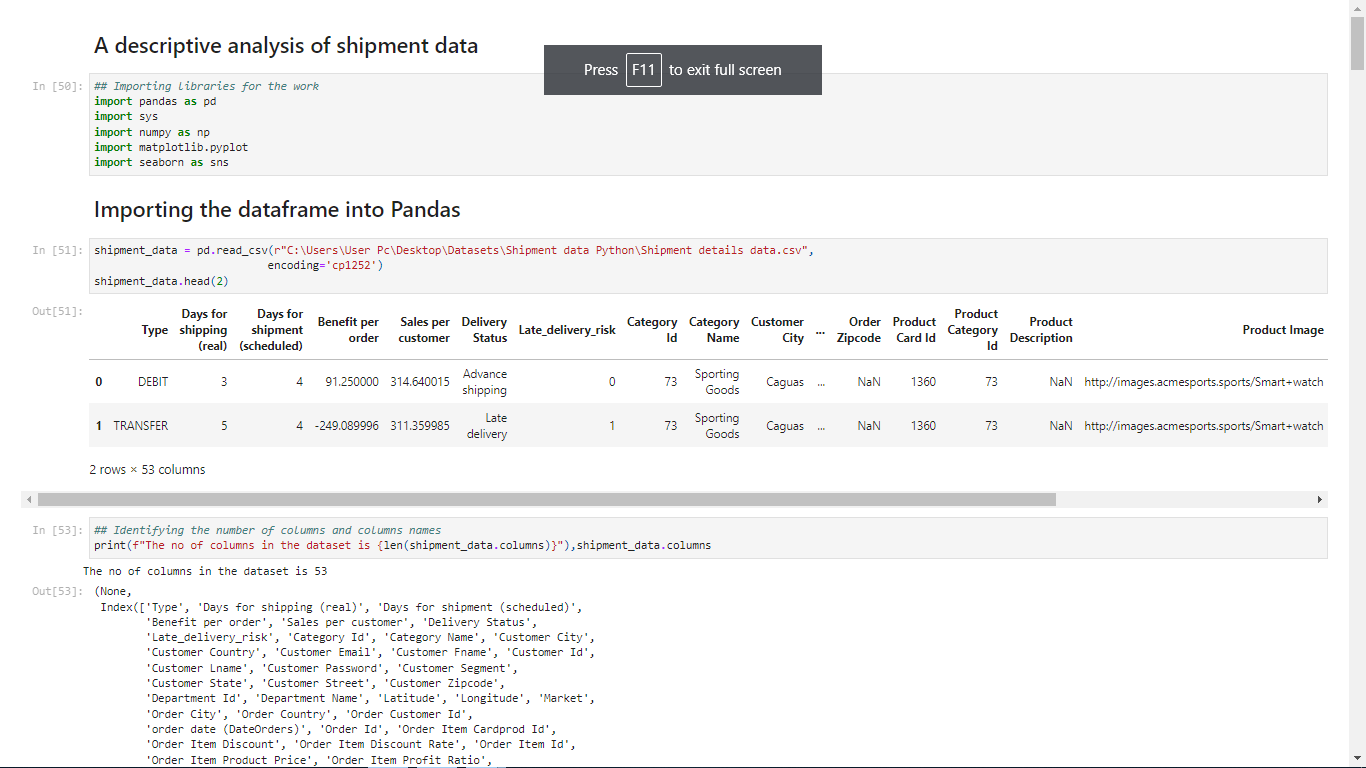 A descriptive analysis of shipment data
Press F11 to exit full screen
In [50]:
## Importing libraries for the work
import pandas as pd
import sys
import numpy as np
import matplotlib.pyplot
import seaborn as sns
Importing the dataframe into Pandas
In [51]:
shipment_data = pd.read_csv(r"C:\Users\User Pc\Desktop\Datasets\Shipment data Python\Shipment details data.csv",
encoding='cp1252')
shipment_data.head(2)
Out[51]:
Type Days for shipping (real) Days for shipment (scheduled) Benefit per order Sales per customer Delivery Status Late_delivery_risk Category Id Category Name Customer City ... Order Zipcode Product Card Id Product Category Id Product Description Product Image
0 DEBIT 3 4 91.250000 314.640015 Advance shipping 0 73 Sporting Goods Caguas ... NaN 1360 73 NaN http://images.acmesports.sports/Smart+watch
1 TRANSFER 5 4 -249.089996 311.359985 Late delivery 1 73 Sporting Goods Caguas ... NaN 1360 73 NaN http://images.acmesports.sports/Smart+watch
2 rows × 53 columns
In [53]:
## Identifying the number of columns and columns names
print(f"The no of columns in the dataset is {len(shipment_data.columns)}"),shipment_data.columns
The no of columns in the dataset is 53
Out[53]:
(None,
Index(['Type', 'Days for shipping (real)', 'Days for shipment (scheduled)',
'Benefit per order', 'Sales per customer', 'Delivery Status',
'Late_delivery_risk', 'Category Id', 'Category Name', 'Customer City',
'Customer Country', 'Customer Email', 'Customer Fname', 'Customer Id',
'Customer Lname', 'Customer Password', 'Customer Segment',
'Customer State', 'Customer Street', 'Customer Zipcode',
'Department Id', 'Department Name', 'Latitude', 'Longitude', 'Market',
'Order City', 'Order Country', 'Order Customer Id',
'order date (DateOrders)', 'Order Id', 'Order Item Cardprod Id',
'Order Item Discount', 'Order Item Discount Rate', 'Order Item Id',
'Order Item Product Price', 'Order Item Profit Ratio',